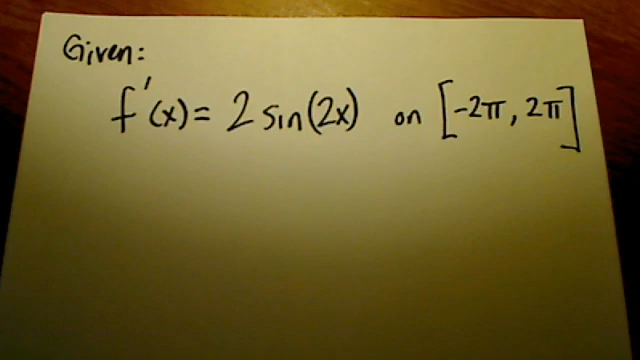 Given:
f'(x) = 2 sin(2x) on [-2π, 2π]